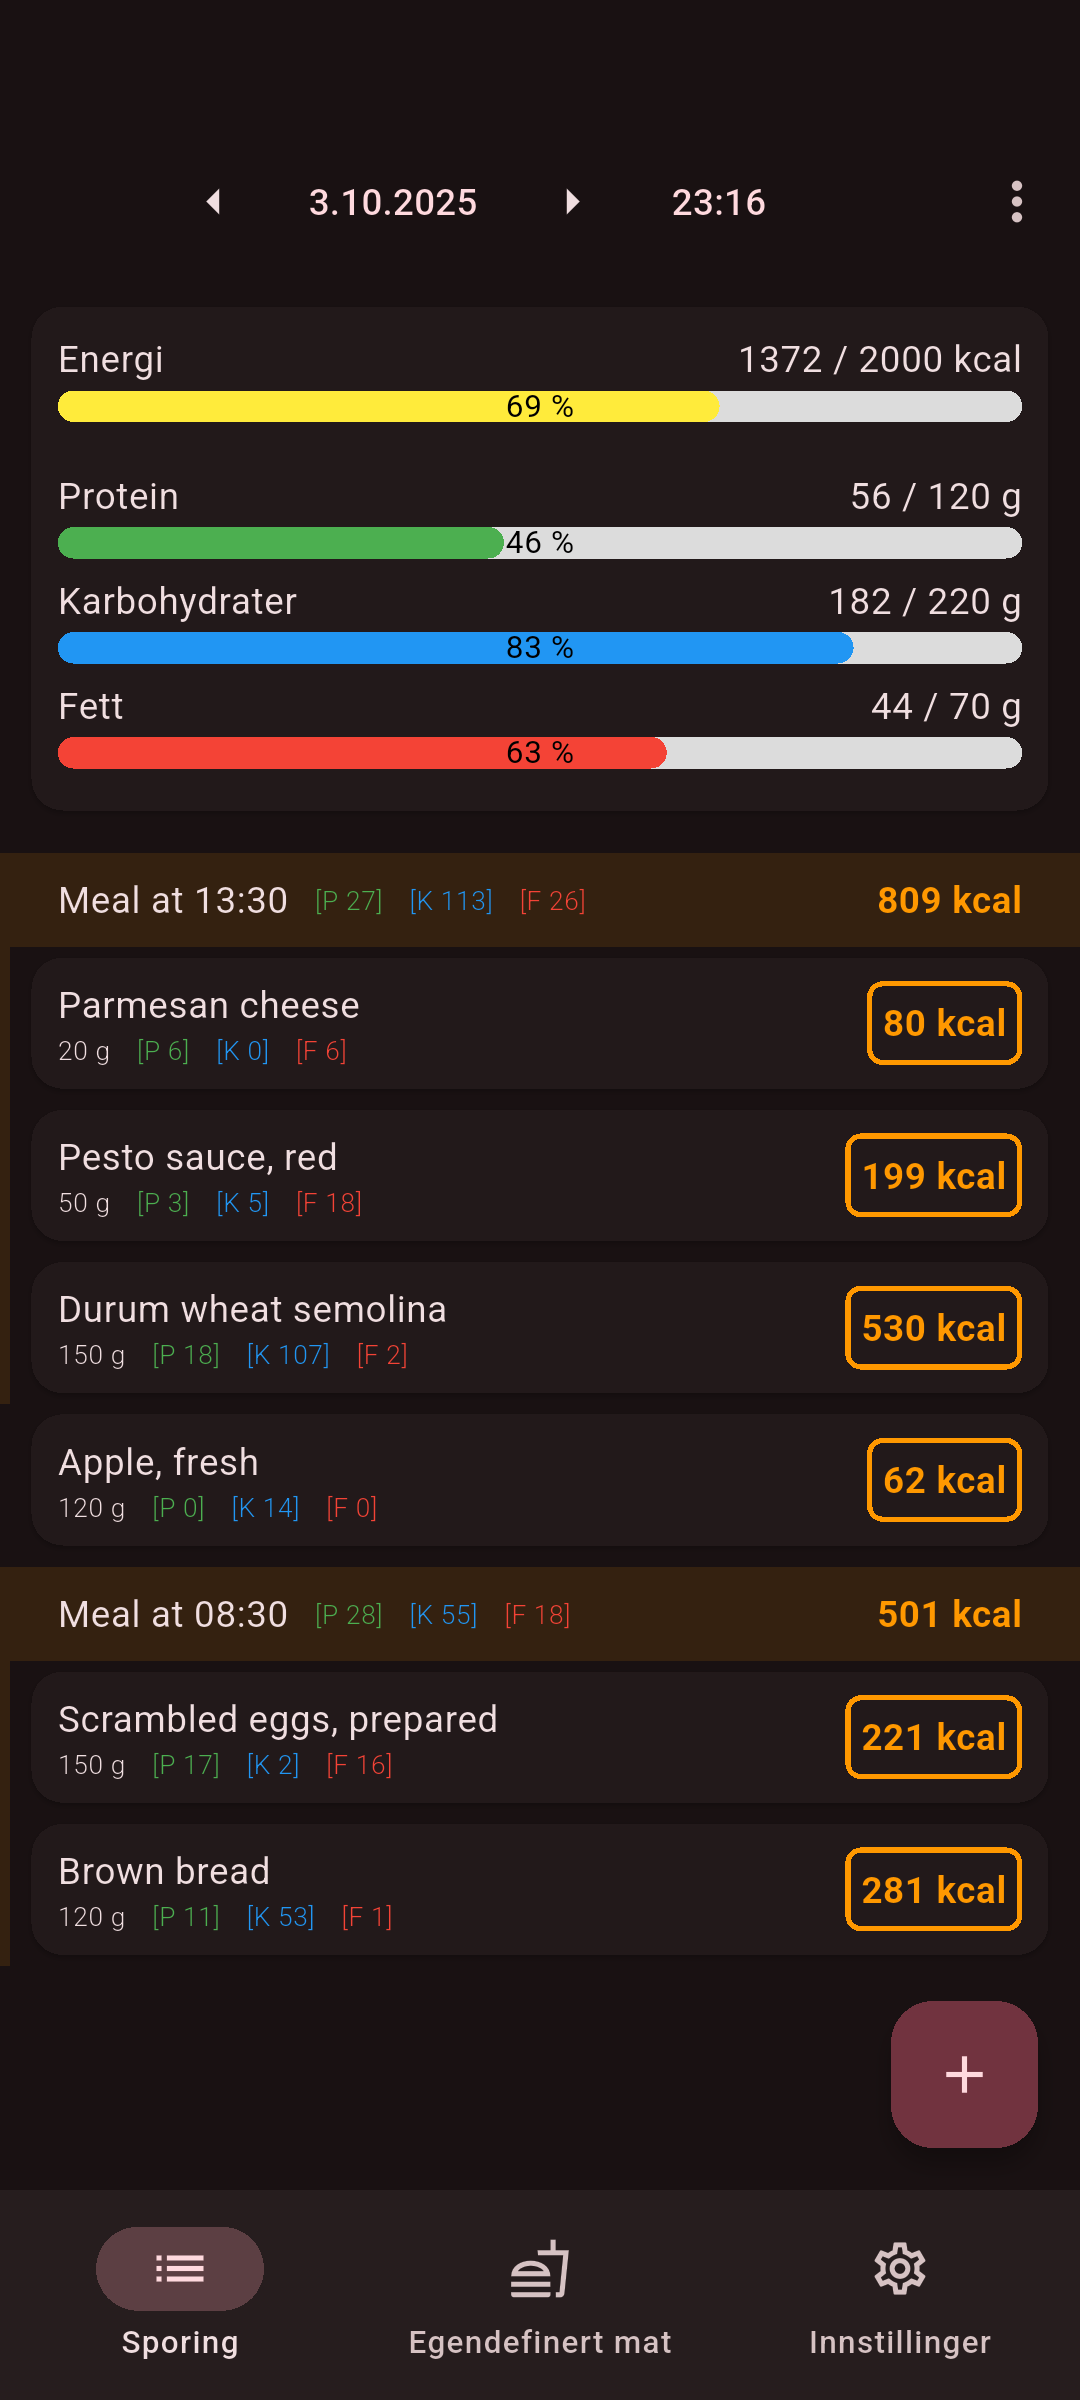 3.10.2025 23:16
Energi 1372 / 2000 kcal
69 %
Protein 56 / 120 g
46 %
Karbohydrater 182 / 220 g
83 %
Fett 44 / 70 g
63 %
Meal at 13:30 [P 27] [K 113] [F 26] 809 kcal
Parmesan cheese
20 g [P 6] [K 0] [F 6]
80 kcal
Pesto sauce, red
50 g [P 3] [K 5] [F 18]
199 kcal
Durum wheat semolina
150 g [P 18] [K 107] [F 2]
530 kcal
Apple, fresh
120 g [P 0] [K 14] [F 0]
62 kcal
Meal at 08:30 [P 28] [K 55] [F 18] 501 kcal
Scrambled eggs, prepared
150 g [P 17] [K 2] [F 16]
221 kcal
Brown bread
120 g [P 11] [K 53] [F 1]
281 kcal
Sporing Egendefinert mat Innstillinger